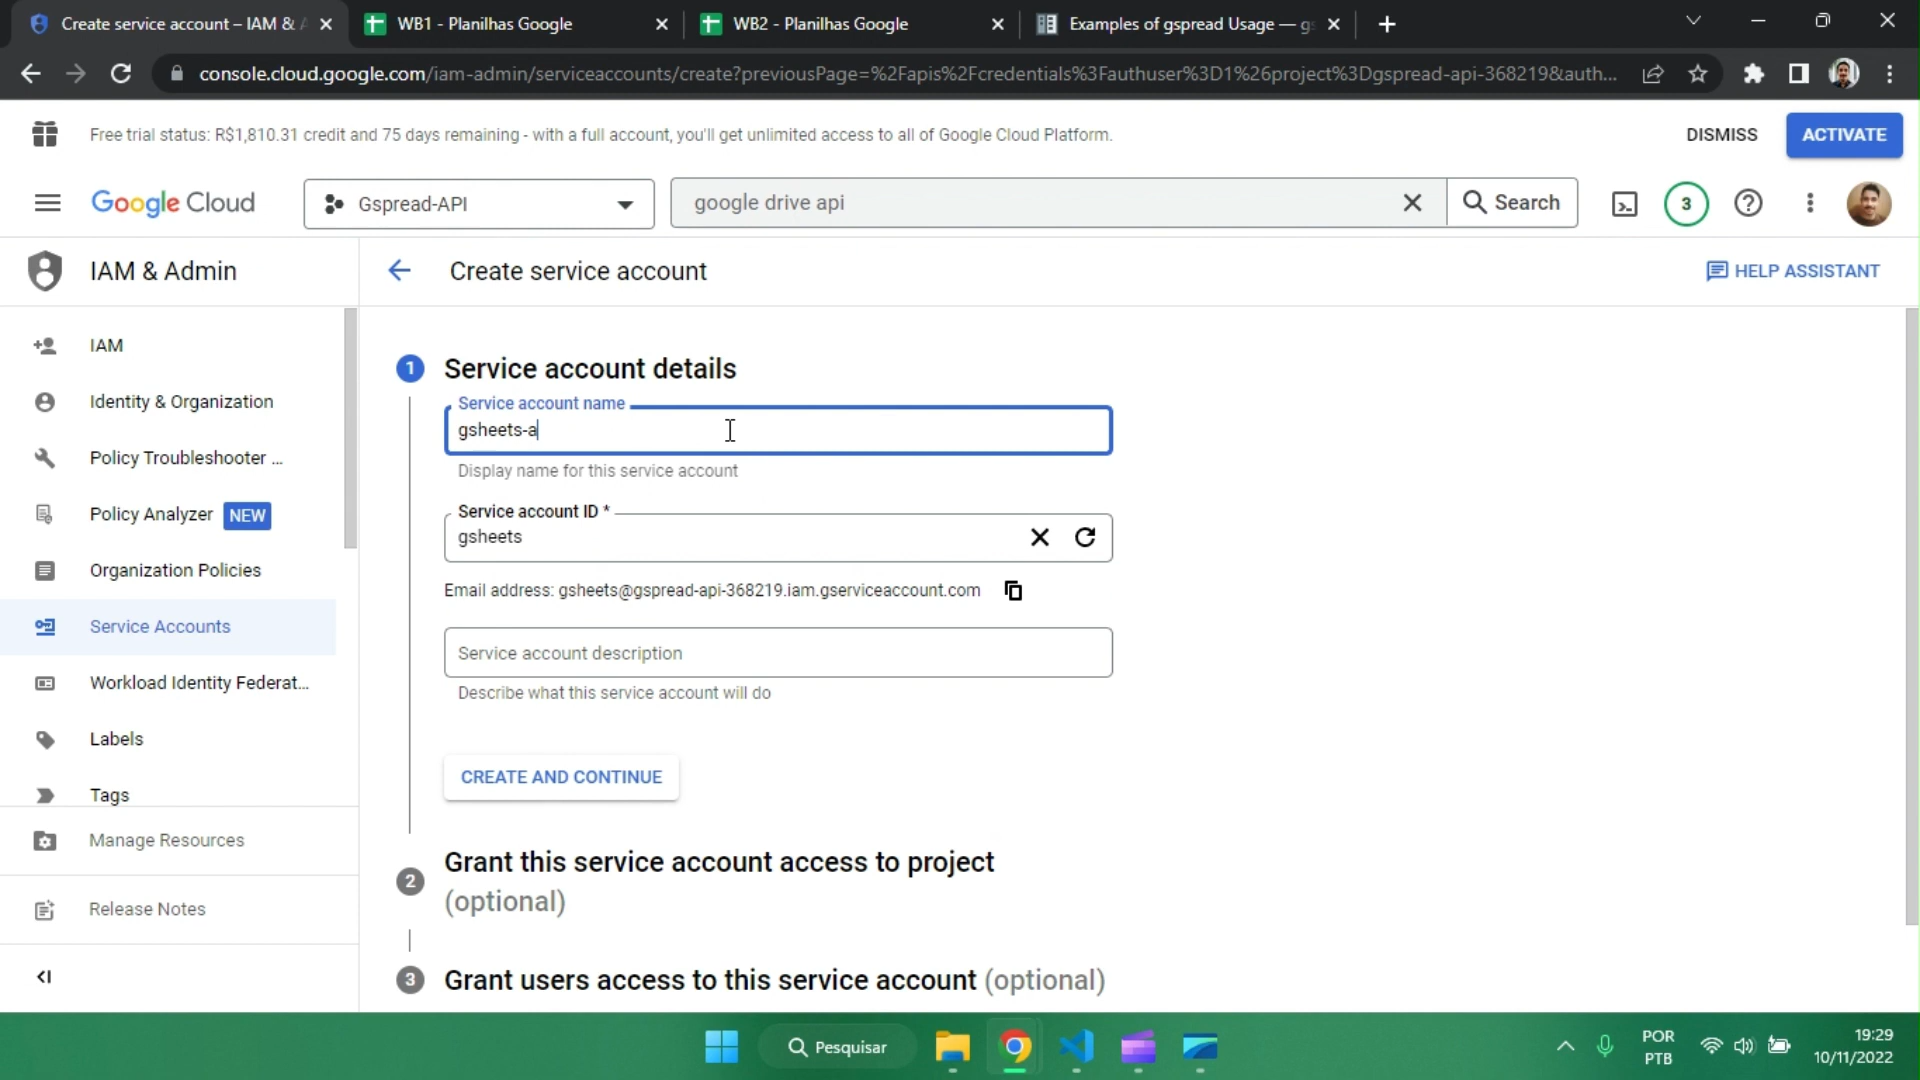 Create service account – IAM & A
WB1 - Planilhas Google
WB2 - Planilhas Google
Examples of gspread Usage — gs
console.cloud.google.com/iam-admin/serviceaccounts/create?previousPage=%2Fapis%2Fcredentials%3Fauthuser%3D1%26project%3Dgspread-api-368219&auth...
Free trial status: R$1,810.31 credit and 75 days remaining - with a full account, you'll get unlimited access to all of Google Cloud Platform.
DISMISS
ACTIVATE
Google Cloud
Gspread-API
google drive api
Search
3
IAM & Admin
Create service account
HELP ASSISTANT
IAM
Identity & Organization
Policy Troubleshooter ...
Policy Analyzer NEW
Organization Policies
Service Accounts
Workload Identity Federat...
Labels
Tags
Manage Resources
Release Notes
1 Service account details
Service account name
gsheets-a
Display name for this service account
Service account ID *
gsheets
Email address: gsheets@gspread-api-368219.iam.gserviceaccount.com
Service account description
Describe what this service account will do
CREATE AND CONTINUE
2 Grant this service account access to project
(optional)
3 Grant users access to this service account (optional)
Pesquisar
POR
PTB
19:29
10/11/2022